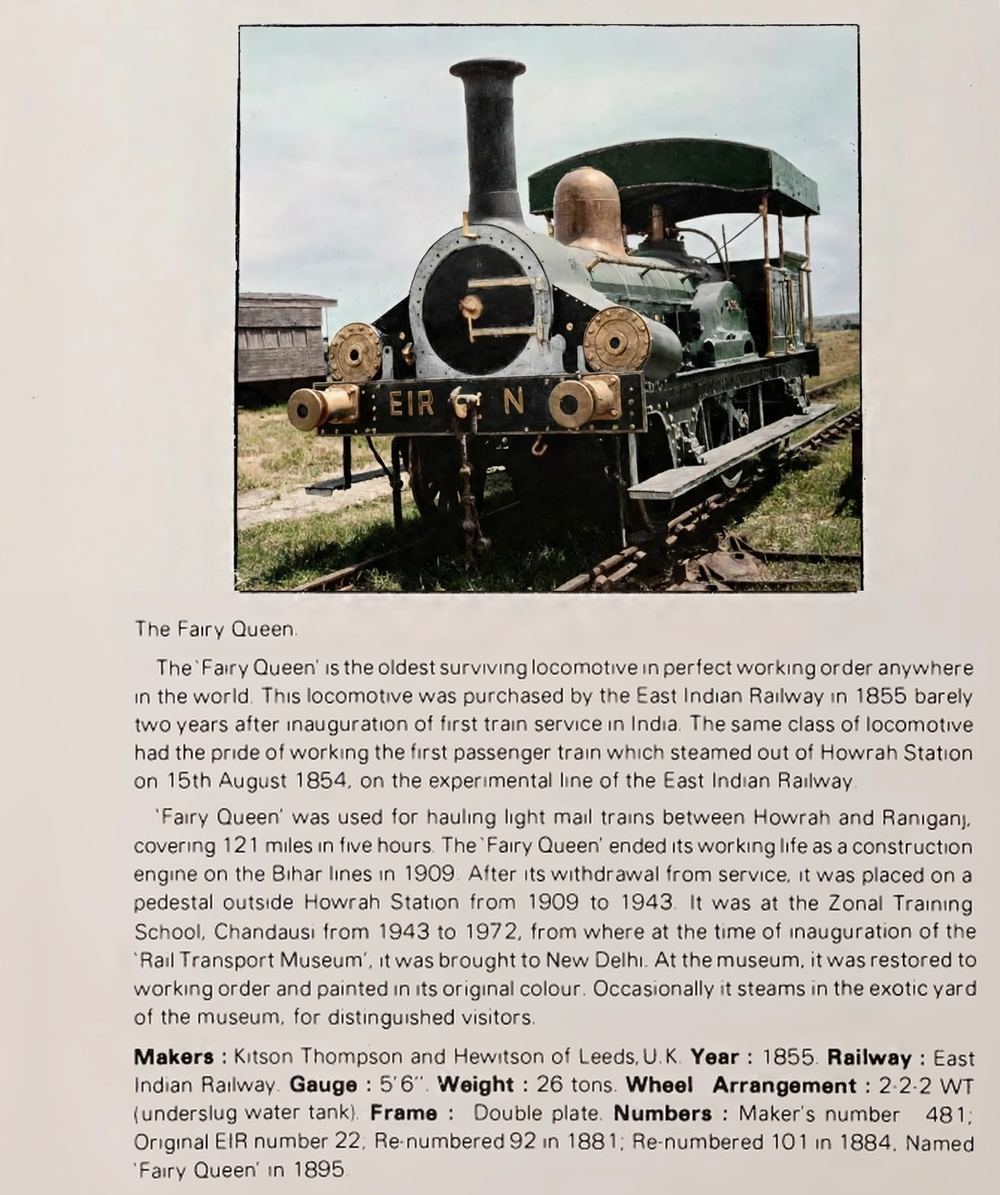 EIR N
The Fairy Queen.
The 'Fairy Queen' is the oldest surviving locomotive in perfect working order anywhere
in the world. This locomotive was purchased by the East Indian Railway in 1855 barely
two years after inauguration of first train service in India. The same class of locomotive
had the pride of working the first passenger train which steamed out of Howrah Station
on 15th August 1854, on the experimental line of the East Indian Railway.
'Fairy Queen' was used for hauling light mail trains between Howrah and Raniganj,
covering 121 miles in five hours. The 'Fairy Queen' ended its working life as a construction
engine on the Bihar lines in 1909. After its withdrawal from service, it was placed on a
pedestal outside Howrah Station from 1909 to 1943. It was at the Zonal Training
School, Chandausi from 1943 to 1972, from where at the time of inauguration of the
'Rail Transport Museum', it was brought to New Delhi. At the museum, it was restored to
working order and painted in its original colour. Occasionally it steams in the exotic yard
of the museum, for distinguished visitors.
Makers : Kitson Thompson and Hewitson of Leeds, U.K. Year : 1855. Railway : East
Indian Railway. Gauge : 5'6". Weight : 26 tons. Wheel Arrangement : 2-2-2 WT
(underslug water tank). Frame : Double plate. Numbers : Maker's number 481;
Original EIR number 22; Re-numbered 92 in 1881; Re-numbered 101 in 1884, Named
'Fairy Queen' in 1895.